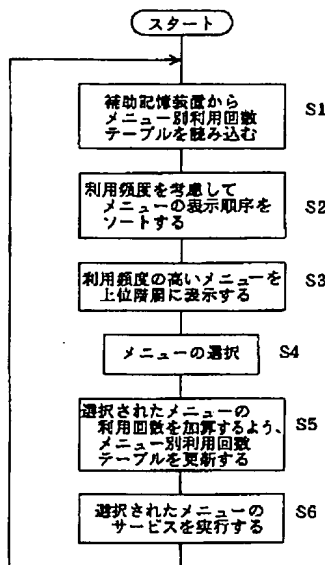 スタート
補助記憶装置から
メニュー別利用回数
テーブルを読み込む
S1
利用頻度を考慮して
メニューの表示順序を
ソートする
S2
利用頻度の高いメニューを
上位階層に表示する
S3
メニューの選択
S4
選択されたメニューの
利用回数を加算するよう、
メニュー別利用回数
テーブルを更新する
S5
選択されたメニューの
サービスを実行する
S6